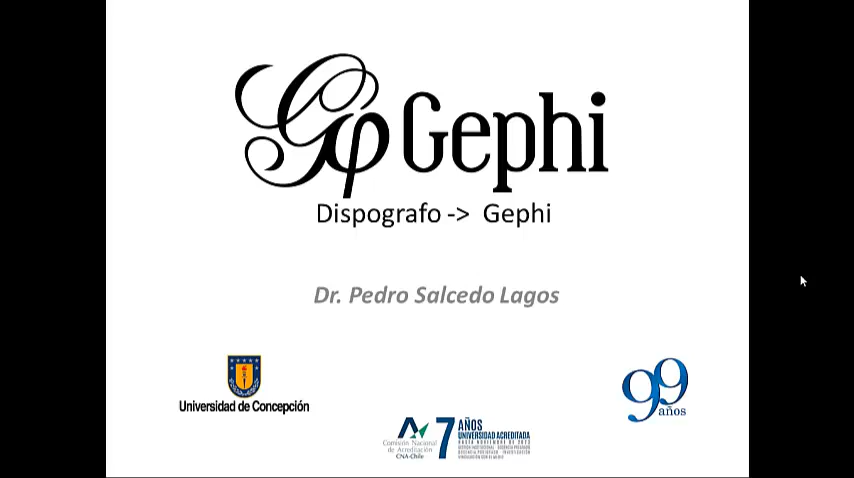 Gφ Gephi
Dispografo -> Gephi
Dr. Pedro Salcedo Lagos
Universidad de Concepción
99
años
Comisión Nacional
de Acreditación
CNA-Chile
7 AÑOS
UNIVERSIDAD ACREDITADA